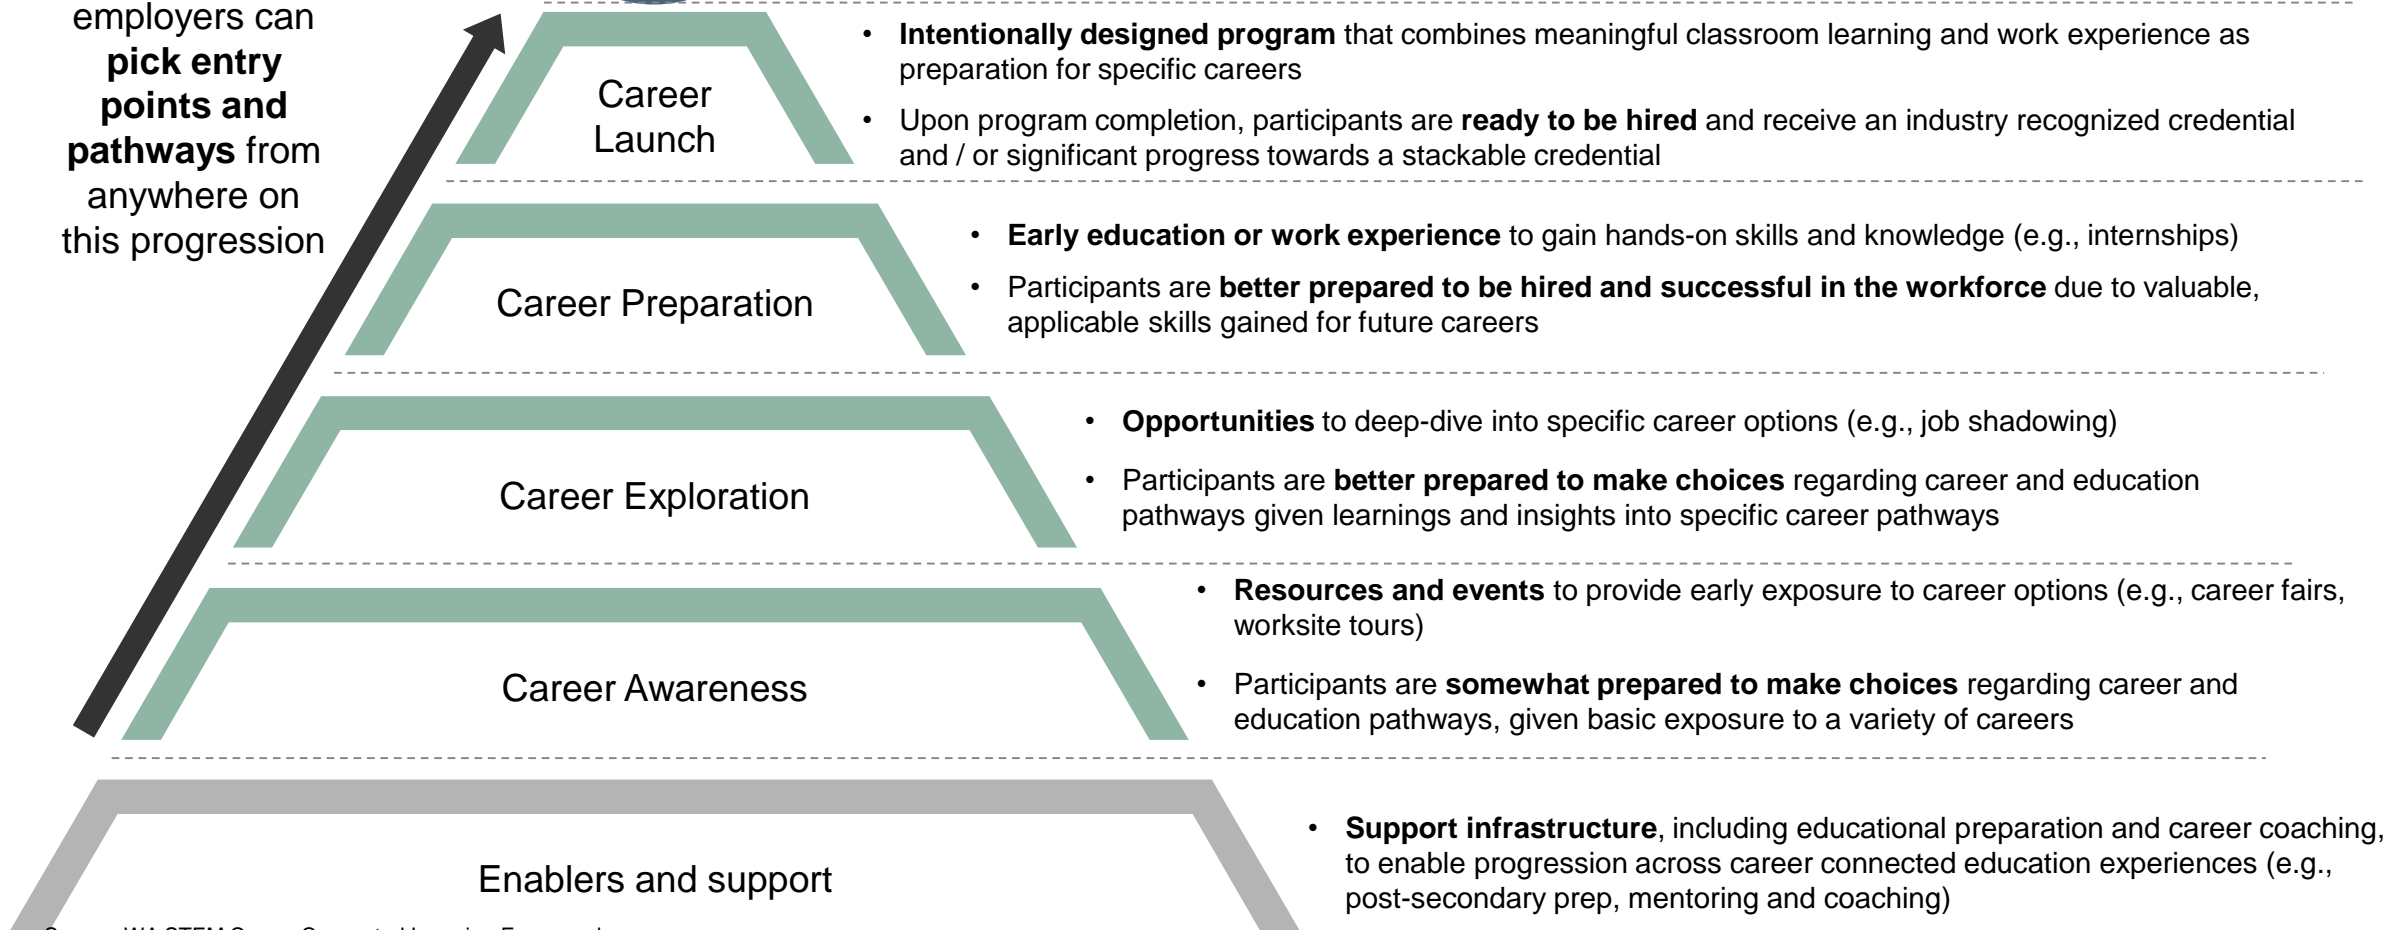 employers can
pick entry
points and
pathways from
anywhere on
this progression
Career
Launch
• Intentionally designed program that combines meaningful classroom learning and work experience as
preparation for specific careers
• Upon program completion, participants are ready to be hired and receive an industry recognized credential
and / or significant progress towards a stackable credential
Career Preparation
• Early education or work experience to gain hands-on skills and knowledge (e.g., internships)
• Participants are better prepared to be hired and successful in the workforce due to valuable,
applicable skills gained for future careers
Career Exploration
• Opportunities to deep-dive into specific career options (e.g., job shadowing)
• Participants are better prepared to make choices regarding career and education
pathways given learnings and insights into specific career pathways
Career Awareness
• Resources and events to provide early exposure to career options (e.g., career fairs,
worksite tours)
• Participants are somewhat prepared to make choices regarding career and
education pathways, given basic exposure to a variety of careers
Enablers and support
• Support infrastructure, including educational preparation and career coaching,
to enable progression across career connected education experiences (e.g.,
post-secondary prep, mentoring and coaching)